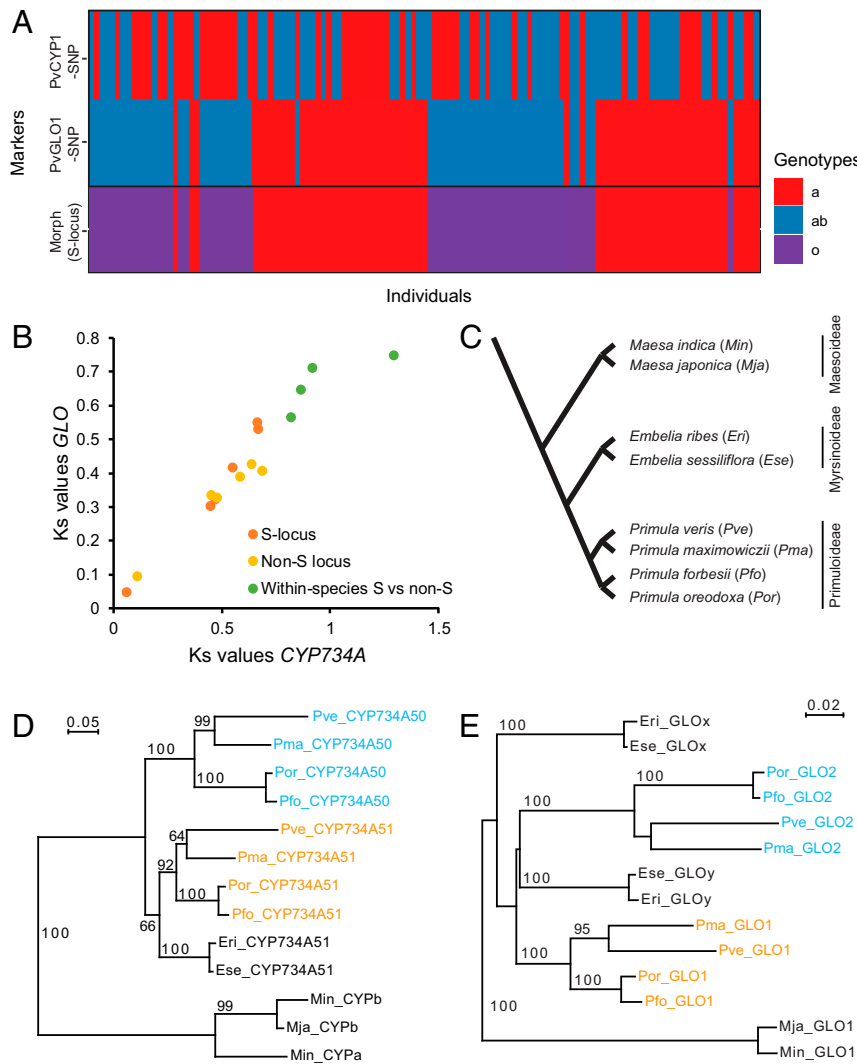 A
Markers
PvCYP1
-SNP
PvGLO1
-SNP
Morph
(S-locus)
Individuals
Genotypes
a
ab
o
B
Ks values GLO
0.8
0.7
0.6
0.5
0.4
0.3
0.2
0.1
0
0
0.5
1
1.5
S-locus
Non-S locus
Within-species S vs non-S
Ks values CYP734A
C
Maesa indica (Min)
Maesa japonica (Mja)
Maesoideae
Embelia ribes (Eri)
Embelia sessiliflora (Ese)
Myrsinoideae
Primula veris (Pve)
Primula maximowiczii (Pma)
Primula forbesii (Pfo)
Primula oreodoxa (Por)
Primuloideae
D
0.05
99
Pve_CYP734A50
100
Pma_CYP734A50
100
Por_CYP734A50
Pfo_CYP734A50
64
Pve_CYP734A51
92
Pma_CYP734A51
100
Por_CYP734A51
Pfo_CYP734A51
66
100
Eri_CYP734A51
Ese_CYP734A51
100
99
Min_CYPb
Mja_CYPb
Min_CYPa
E
0.02
100
Eri_GLOx
Ese_GLOx
100
100
Por_GLO2
Pfo_GLO2
Pve_GLO2
Pma_GLO2
100
Ese_GLOy
Eri_GLOy
100
95
Pma_GLO1
Pve_GLO1
100
Por_GLO1
Pfo_GLO1
100
Mja_GLO1
Min_GLO1